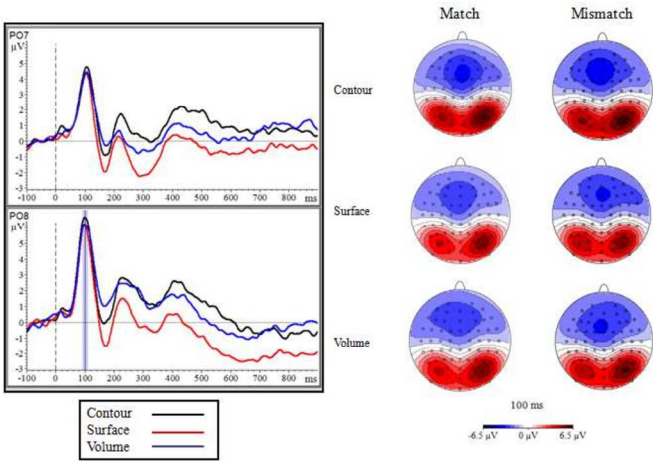 PO7
µV
5
4
3
2
1
0
-1
-2
-3
-100 0 100 200 300 400 500 600 700 800 ms
PO8
µV
5
4
3
2
1
0
-1
-2
-3
-100 0 100 200 300 400 500 600 700 800 ms
Contour
Surface
Volume
Match Mismatch
Contour
Surface
Volume
100 ms
-6.5 µV 0 µV 6.5 µV